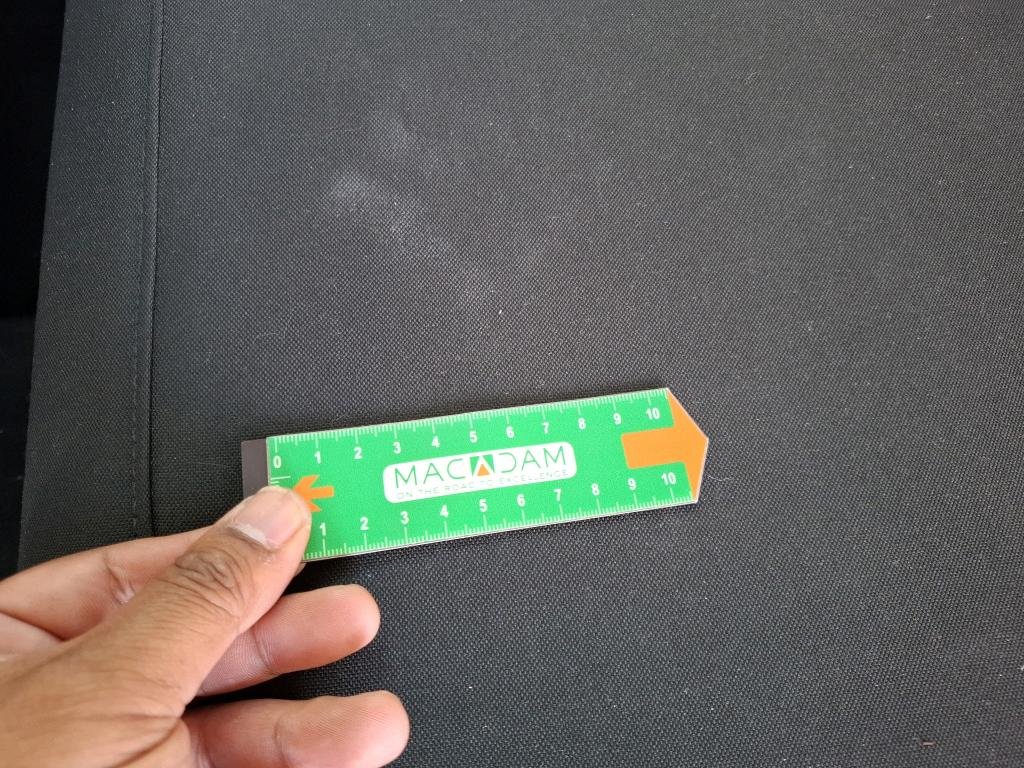 0 1 2 3 4 5 6 7 8 9 10
MACADAM
ON THE ROAD TO EXCELLENCE
1 2 3 4 5 6 7 8 9 10